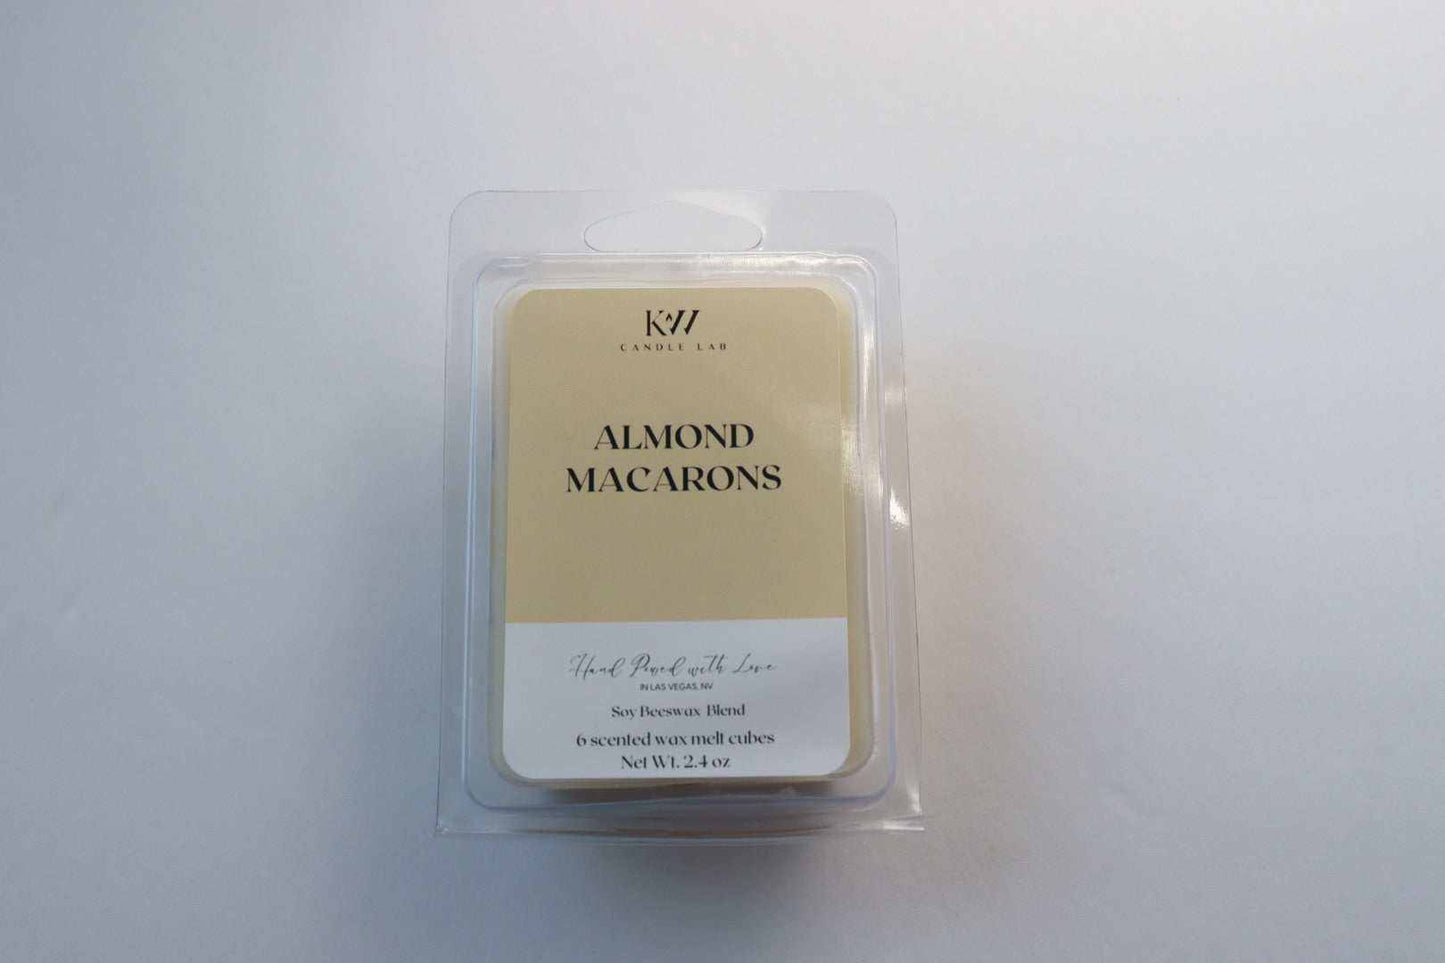 KW
CANDLE LAB
ALMOND
MACARONS
Hand Poured with Love
IN LAS VEGAS, NV
Soy Beeswax Blend
6 scented wax melt cubes
Net Wt. 2.4 oz